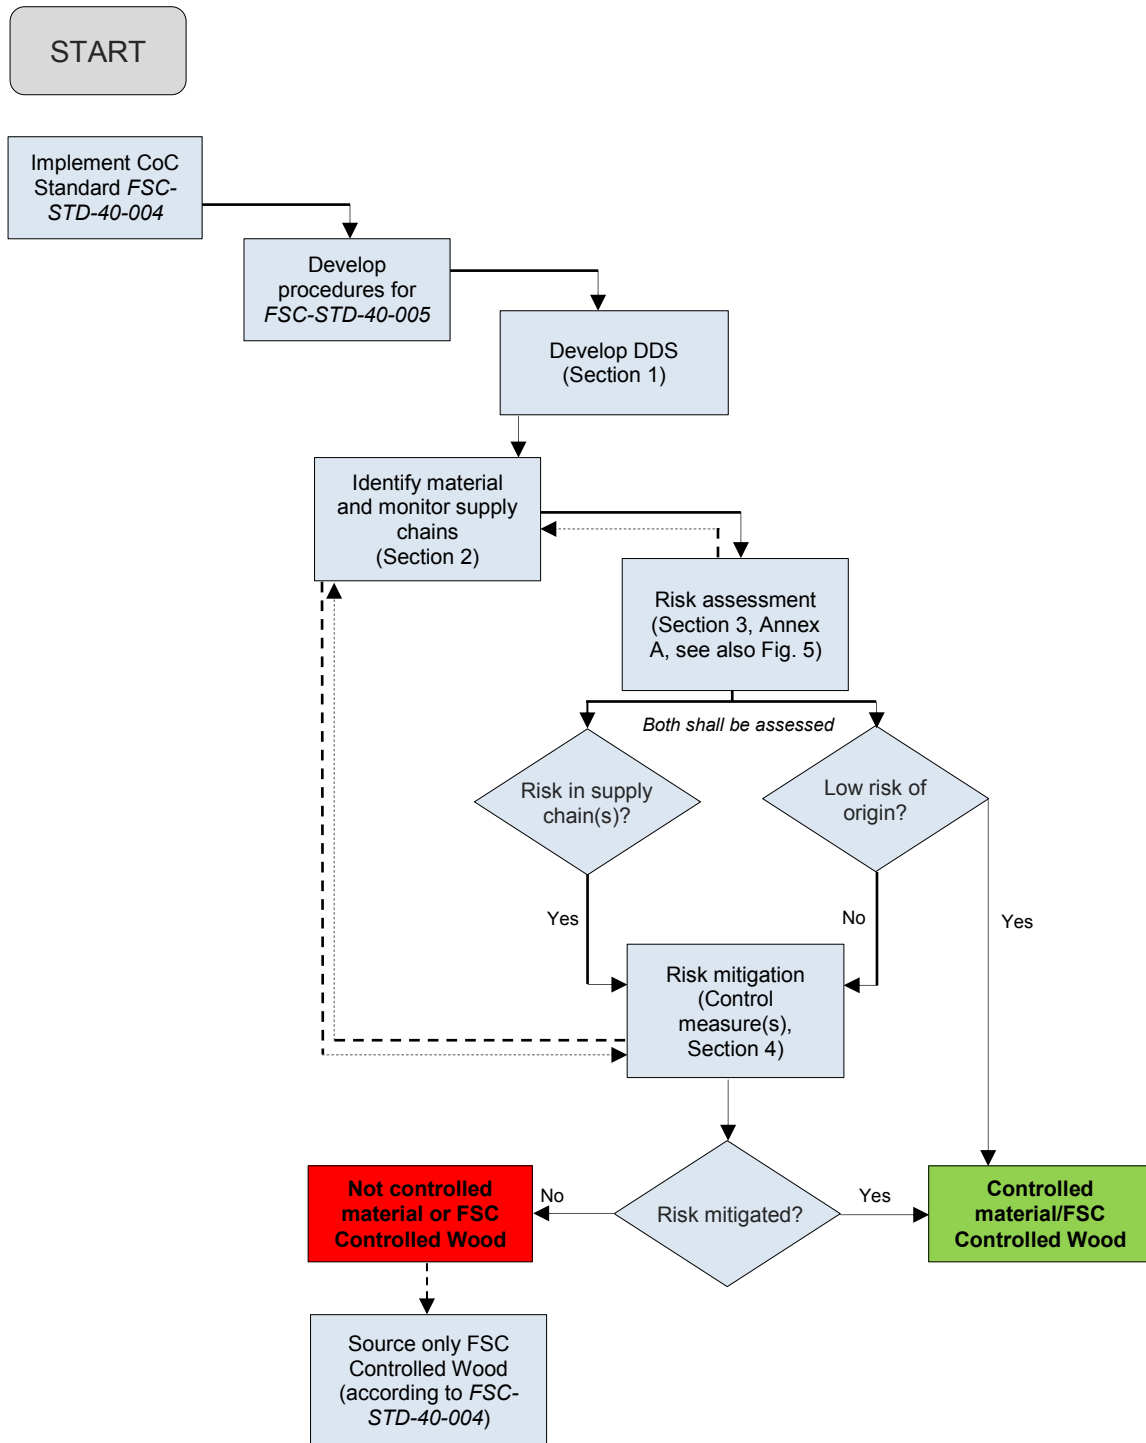 START
Implement CoC
Standard FSC-
STD-40-004
Develop
procedures for
FSC-STD-40-005
Develop DDS
(Section 1)
Identify material
and monitor supply
chains
(Section 2)
Risk assessment
(Section 3, Annex
A, see also Fig. 5)
Both shall be assessed
Risk in supply
chain(s)?
Low risk of
origin?
Yes
No
Yes
Risk mitigation
(Control
measure(s),
Section 4)
Not controlled
material or FSC
Controlled Wood
No
Risk mitigated?
Yes
Controlled
material/FSC
Controlled Wood
Source only FSC
Controlled Wood
(according to FSC-
STD-40-004)